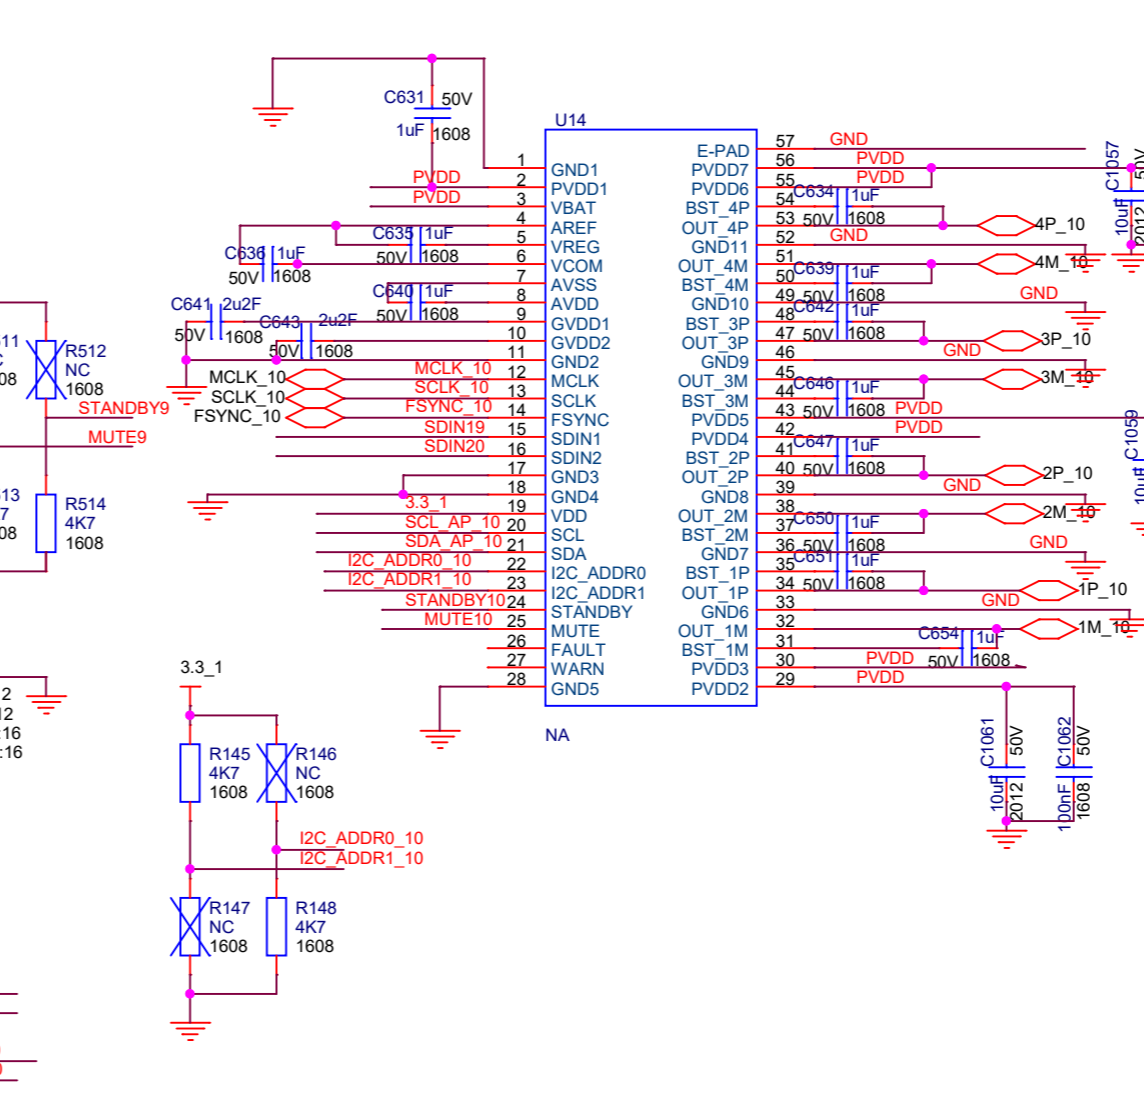 C631 50V
1uF 1608
U14
PVDD
PVDD
1 GND1
2 PVDD1
3 VBAT
4 AREF
5 VREG
6 VCOM
7 AVSS
8 AVDD
9 GVDD1
10 GVDD2
11 GND2
12 MCLK
13 SCLK
14 FSYNC
15 SDIN1
16 SDIN2
17 GND3
18 GND4
19 VDD
20 SCL
21 SDA
22 I2C_ADDR0
23 I2C_ADDR1
24 STANDBY
25 MUTE
26 FAULT
27 WARN
28 GND5
E-PAD 57 GND
PVDD7 56 PVDD
PVDD6 55 PVDD
BST_4P 54
OUT_4P 53
GND11 52 GND
OUT_4M 51
BST_4M 50
GND10 49 GND
BST_3P 48
OUT_3P 47
GND9 46 GND
OUT_3M 45
BST_3M 44
PVDD5 43 PVDD
PVDD4 42 PVDD
BST_2P 41
OUT_2P 40
GND8 39 GND
OUT_2M 38
BST_2M 37
GND7 36 GND
BST_1P 35
OUT_1P 34
GND6 33 GND
OUT_1M 32
BST_1M 31
PVDD3 30 PVDD
PVDD2 29 PVDD
NA
C635 1uF
50V 1608
C636 1uF
50V 1608
C640 1uF
50V 1608
C641 2u2F
50V 1608
C643 2u2F
50V 1608
MCLK_10 MCLK_10
SCLK_10 SCLK_10
FSYNC_10 FSYNC_10
SDIN19
SDIN20
3.3_1
SCL_AP_10
SDA_AP_10
I2C_ADDR0_10
I2C_ADDR1_10
STANDBY10
MUTE10
C634 1uF
50V 1608
4P_10
4M_10
C639 1uF
50V 1608
C642 1uF
50V 1608
3P_10
3M_10
C646 1uF
50V 1608
C647 1uF
50V 1608
2P_10
2M_10
C650 1uF
50V 1608
C651 1uF
50V 1608
1P_10
1M_10
C654 1uF
50V 1608
C1057 50V
10uF 2012
C1059
10uF
C1061 50V
10uF 2012
C1062 50V
100nF 1608
R512
NC
1608
STANDBY9
MUTE9
R514
4K7
1608
3.3_1
R145
4K7
1608
R146
NC
1608
I2C_ADDR0_10
I2C_ADDR1_10
R147
NC
1608
R148
4K7
1608
11
C
08
513
7
08
2
12
:16
:16